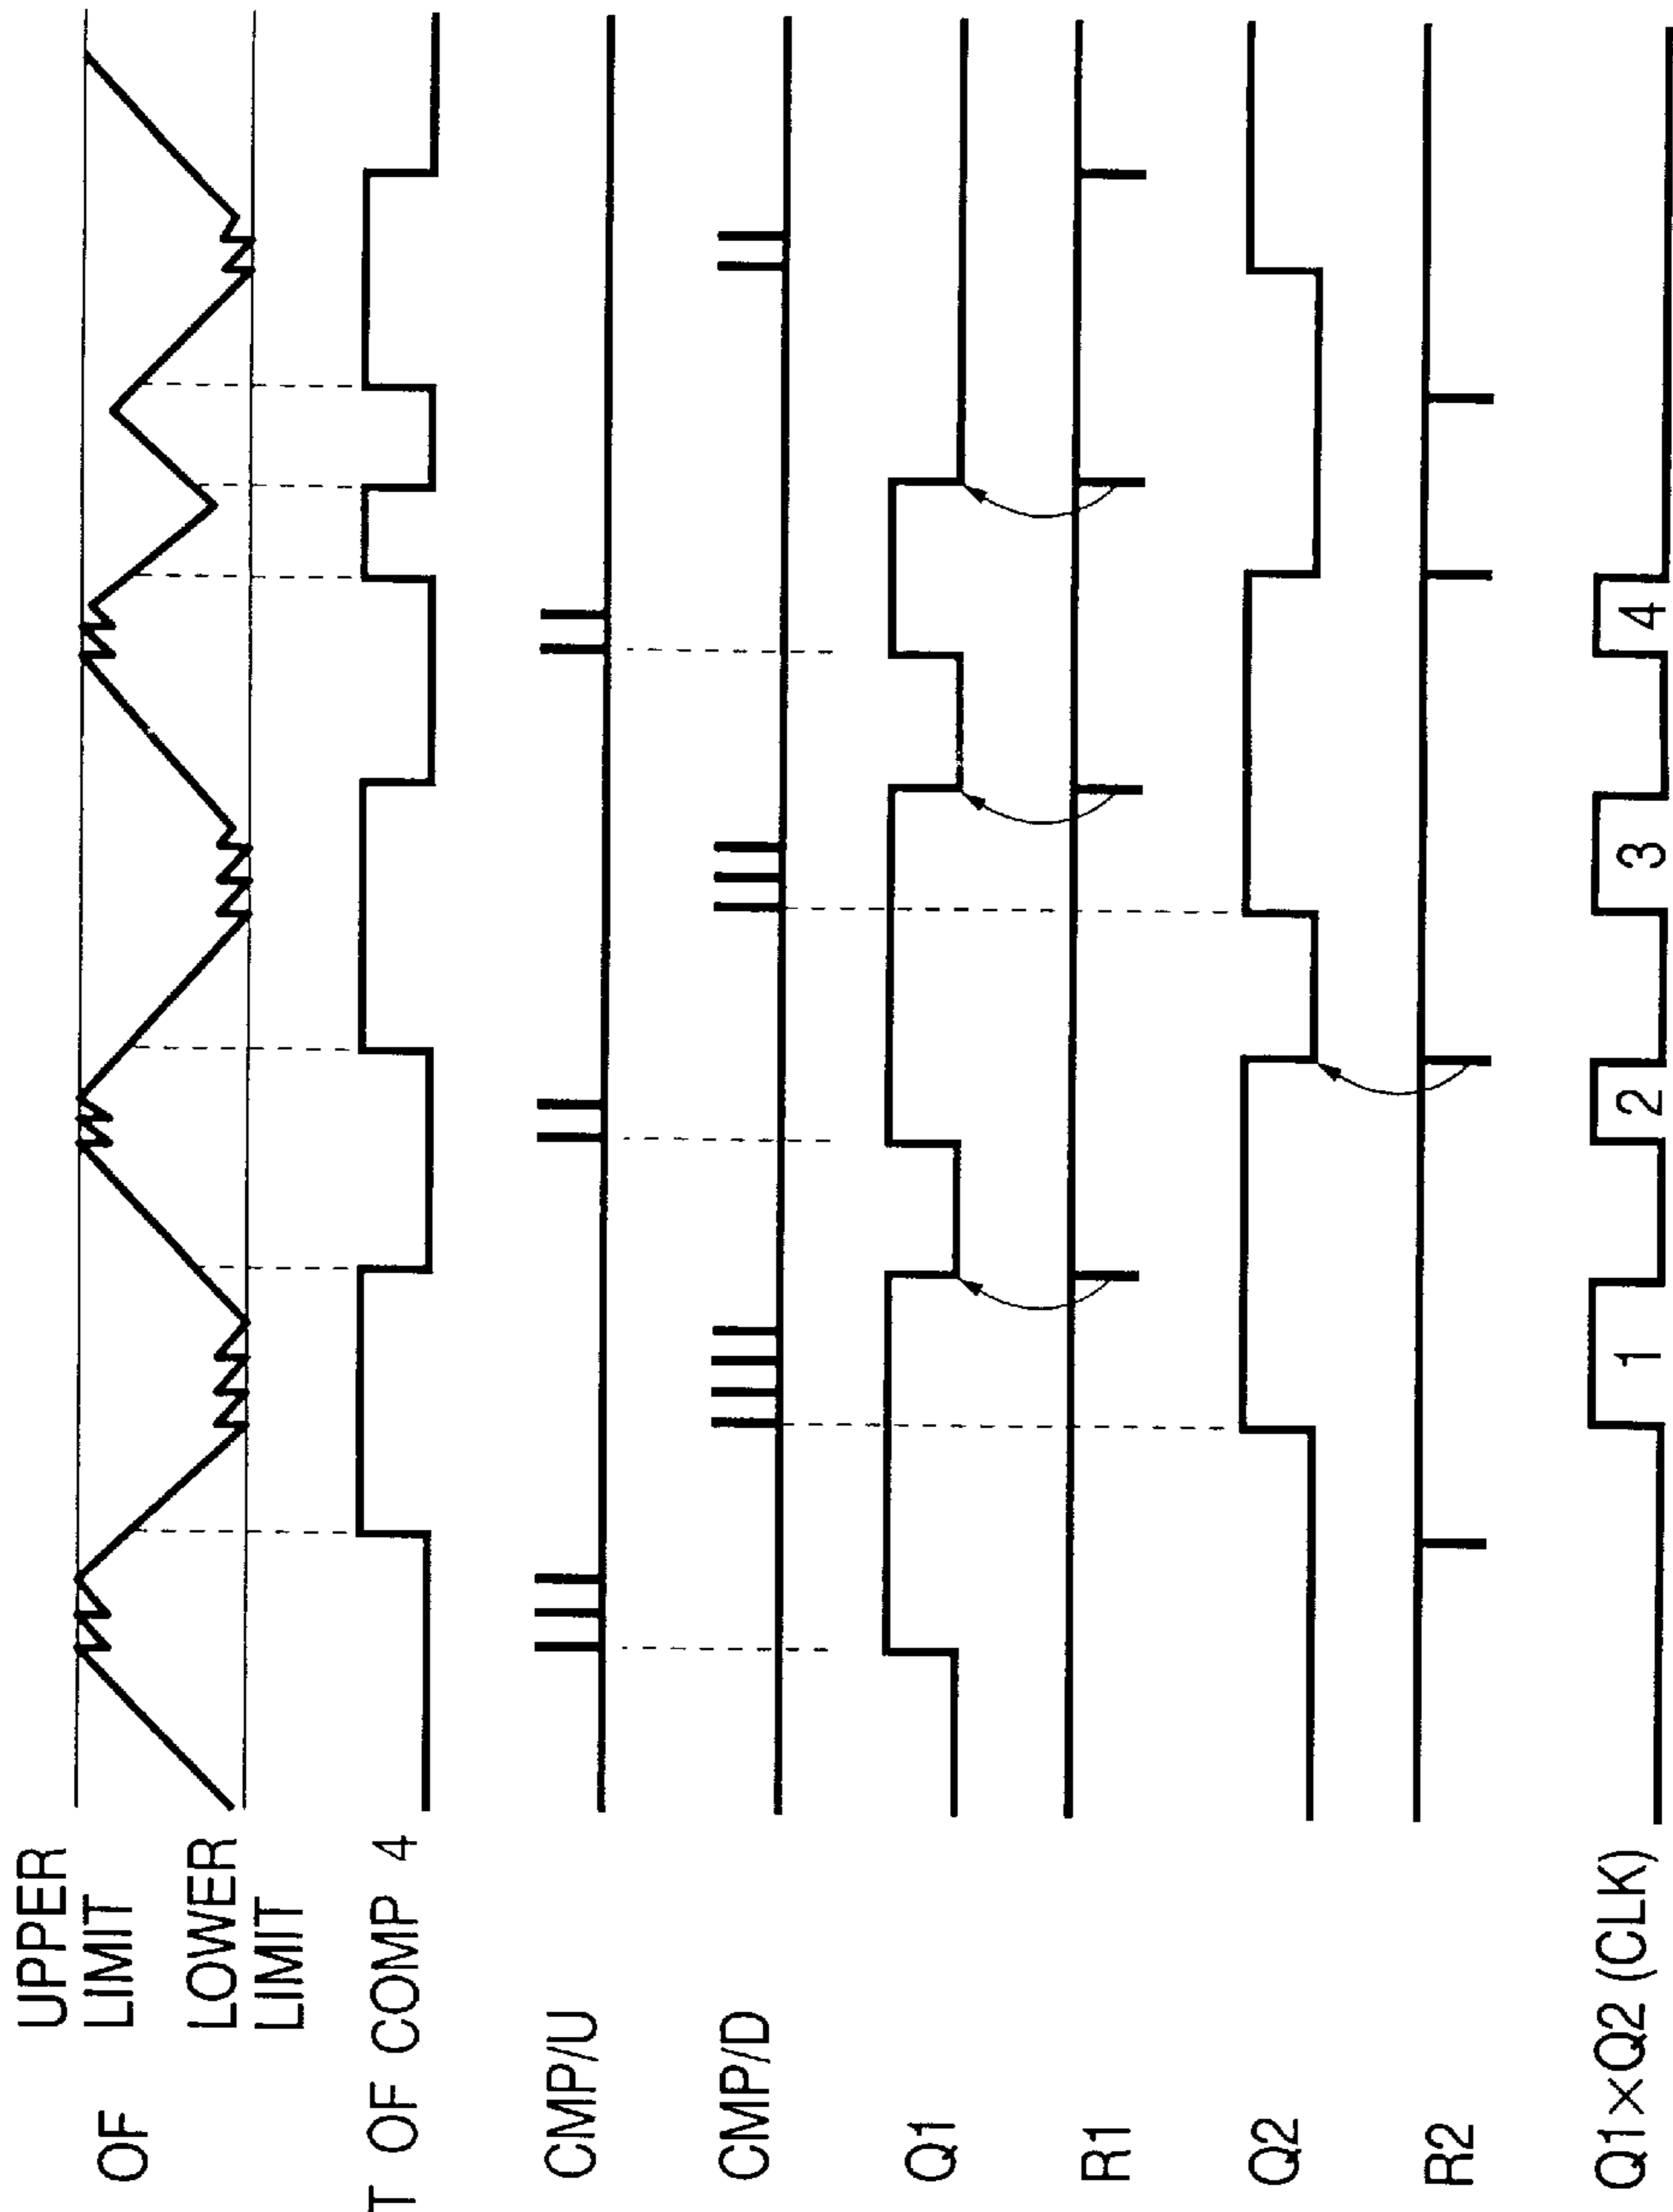 UPPER
LIMIT
OF
LOWER
LIMIT
T OF COMP 4
CMP/U
CMP/D
Q1
R1
Q2
R2
Q1×Q2 (CLK)
1
2
3
4